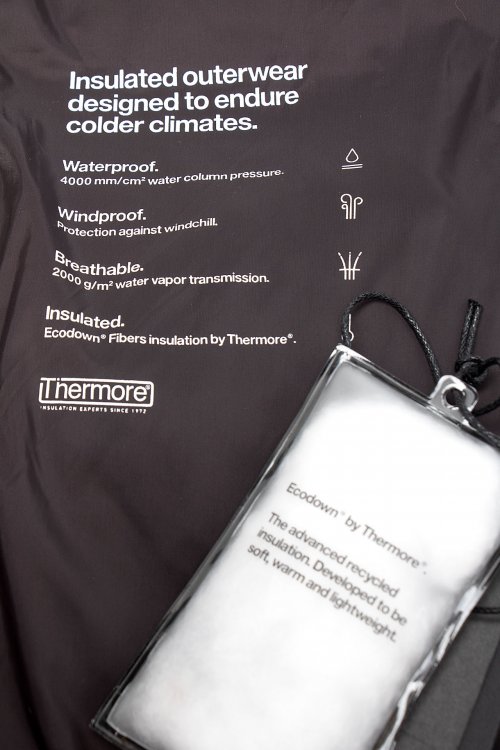 Insulated outerwear
designed to endure
colder climates.
Waterproof.
4000 mm/cm² water column pressure.
Windproof.
Protection against windchill.
Breathable.
2000 g/m² water vapor transmission.
Insulated.
Ecodown® Fibers insulation by Thermore®.
Thermore®
INSULATION EXPERTS SINCE 1972
Ecodown® by Thermore®.
The advanced recycled
insulation. Developed to be
soft, warm and lightweight.